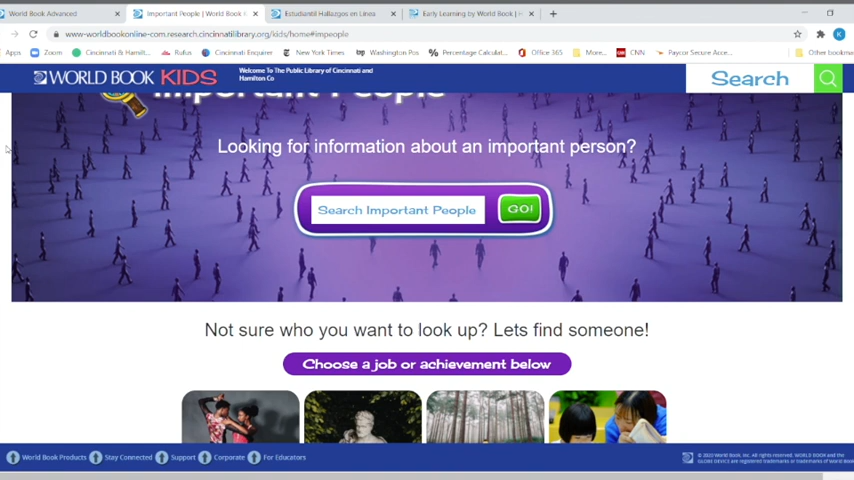 World Book Advanced
Important People | World Book K
Estudiantil Hallazgos en Línea
Early Learning by World Book | H
www-worldbookonline-com.research.cincinnatilibrary.org/kids/home#impeople
K
Apps
Zoom
Cincinnati & Hamilt...
Rufus
Cincinnati Enquirer
New York Times
Washington Pos
Percentage Calculat...
Office 365
More...
CNN
Paycor Secure Acce...
Other bookma
WORLD BOOK KIDS
Welcome To The Public Library of Cincinnati and
Hamilton Co
Search
Important People
Looking for information about an important person?
Search Important People
GO!
Not sure who you want to look up? Lets find someone!
Choose a job or achievement below
World Book Products
Stay Connected
Support
Corporate
For Educators
© 2020 World Book, Inc. All rights reserved. WORLD BOOK and the
GLOBE DEVICE are registered trademarks or trademarks of World Book